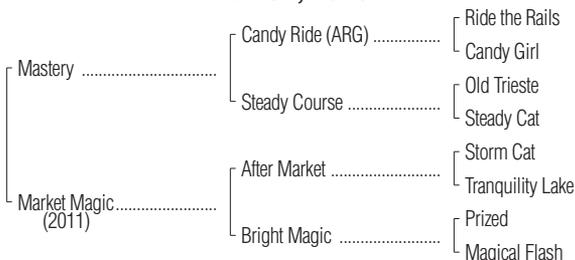 Ride the Rails
Candy Ride (ARG) ................
Candy Girl
Mastery ................................
Old Trieste
Steady Course ......................
Steady Cat
Storm Cat
After Market ..........................
Tranquility Lake
Market Magic........................
(2011)
Prized
Bright Magic ........................
Magical Flash